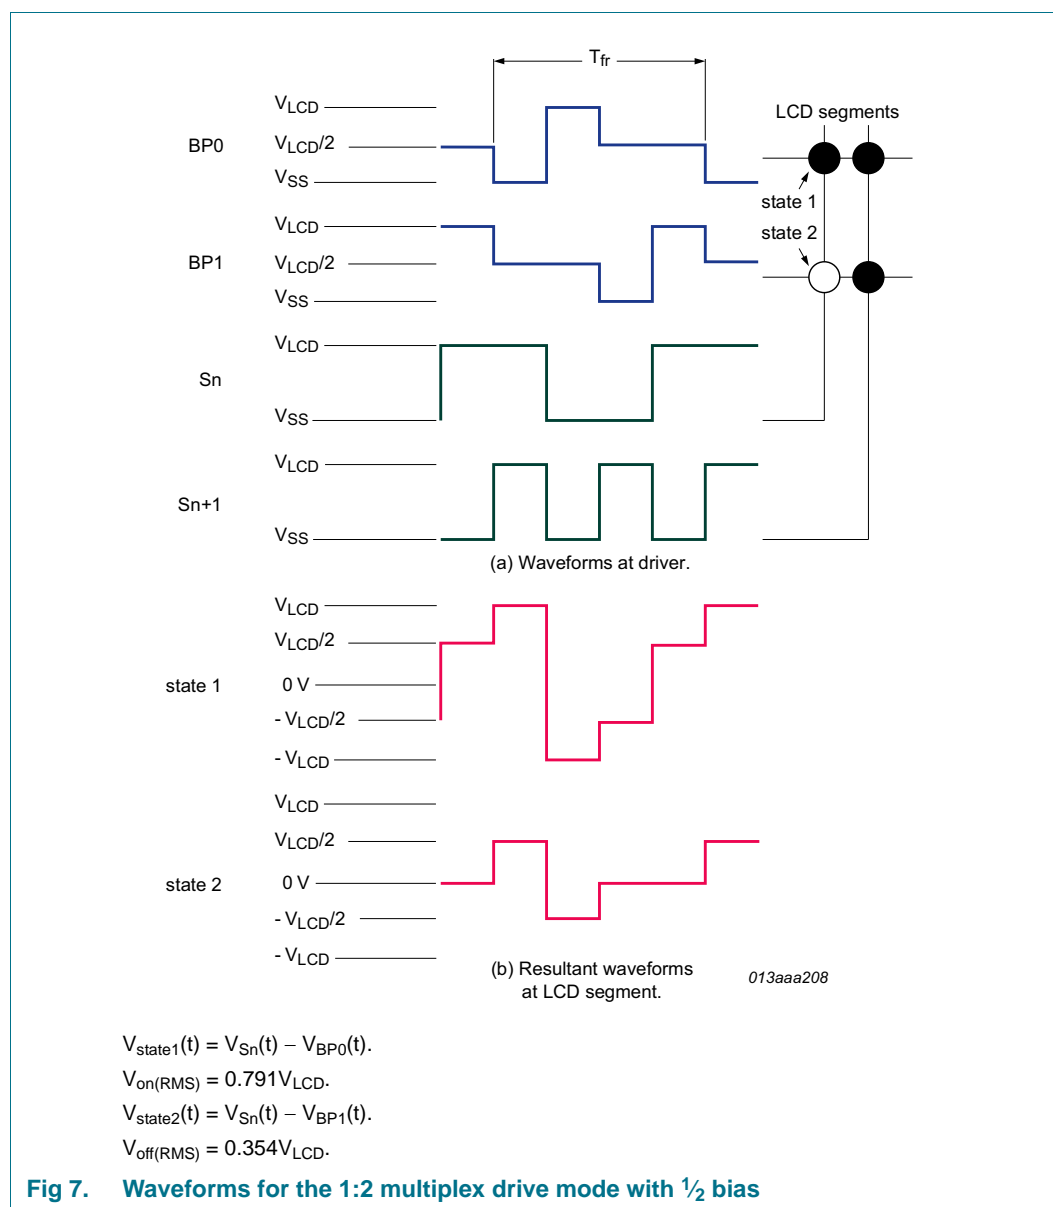 Tfr
BP0
VLCD
VLCD/2
VSS
LCD segments
state 1
state 2
BP1
VLCD
VLCD/2
VSS
Sn
VLCD
VSS
Sn+1
VLCD
VSS
(a) Waveforms at driver.
state 1
VLCD
VLCD/2
0 V
- VLCD/2
- VLCD
state 2
VLCD
VLCD/2
0 V
- VLCD/2
- VLCD
(b) Resultant waveforms
at LCD segment.
013aaa208
Vstate1(t) = VSn(t) − VBP0(t).
Von(RMS) = 0.791VLCD.
Vstate2(t) = VSn(t) − VBP1(t).
Voff(RMS) = 0.354VLCD.
Fig 7. Waveforms for the 1:2 multiplex drive mode with 1⁄2 bias